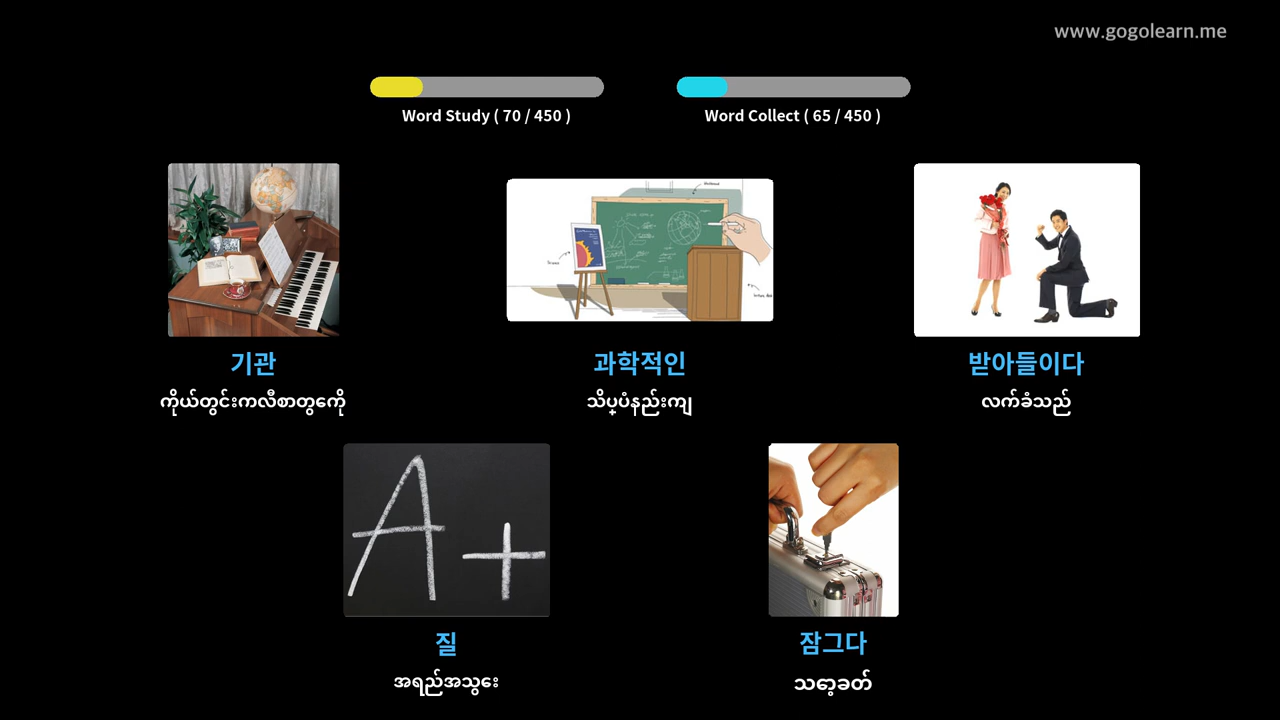 www.gogolearn.me
Word Study ( 70 / 450 )
Word Collect ( 65 / 450 )
기관
과학적인
받아들이다
ကိုယ်တွင်းကလီစာတွကေို
သိပ္ပံနည်းကျ
လက်ခံသည်
A+
질
잠그다
အရည်အသွေး
သော့ခတ်